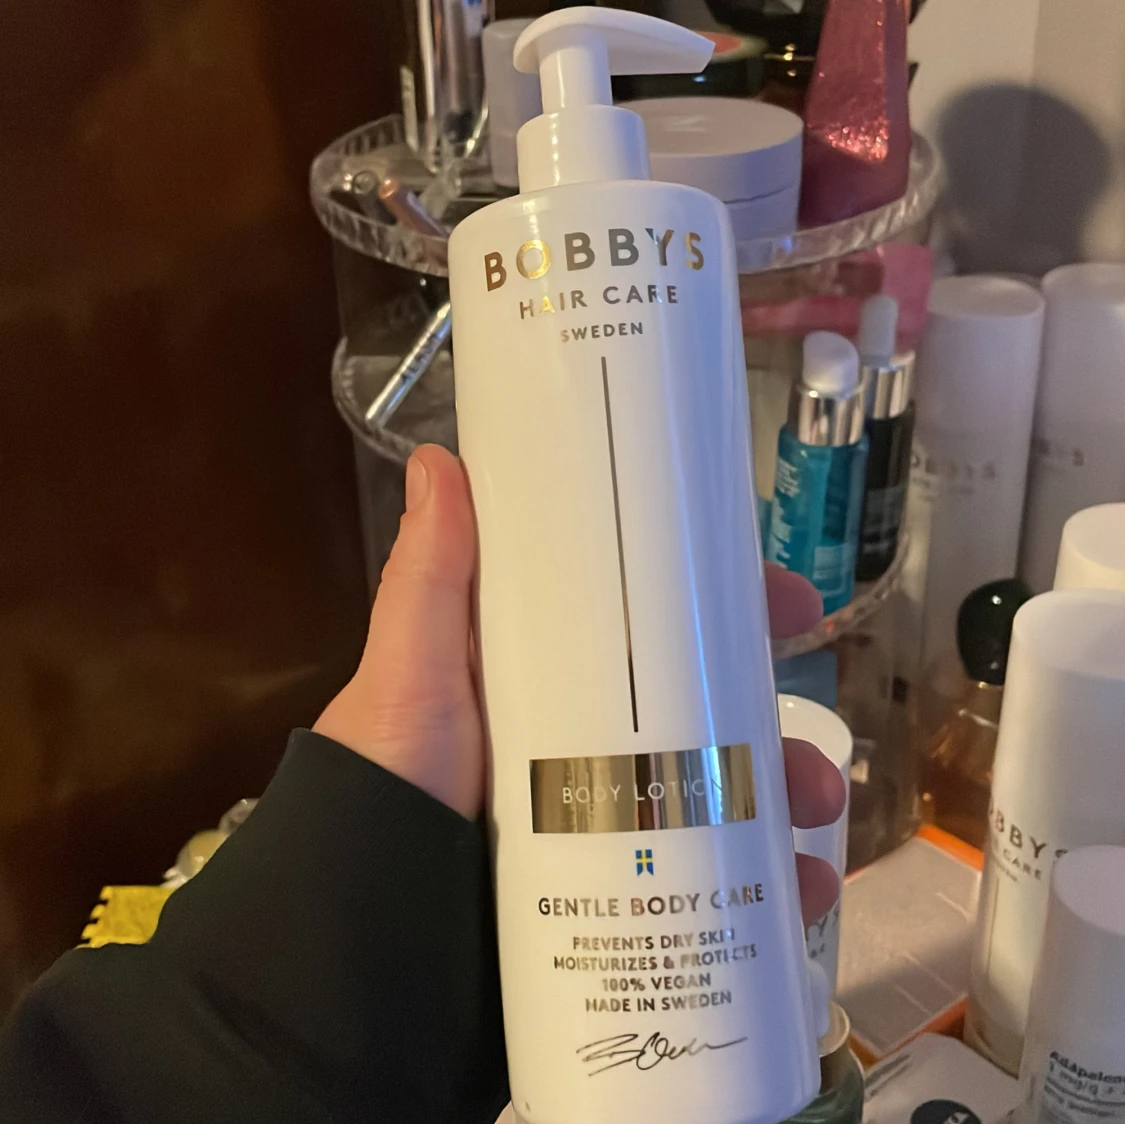 BOBBYS
HAIR CARE
SWEDEN
BODY LOTION
GENTLE BODY CARE
PREVENTS DRY SKIN
MOISTURIZES & PROTECTS
100% VEGAN
MADE IN SWEDEN
Adapalen